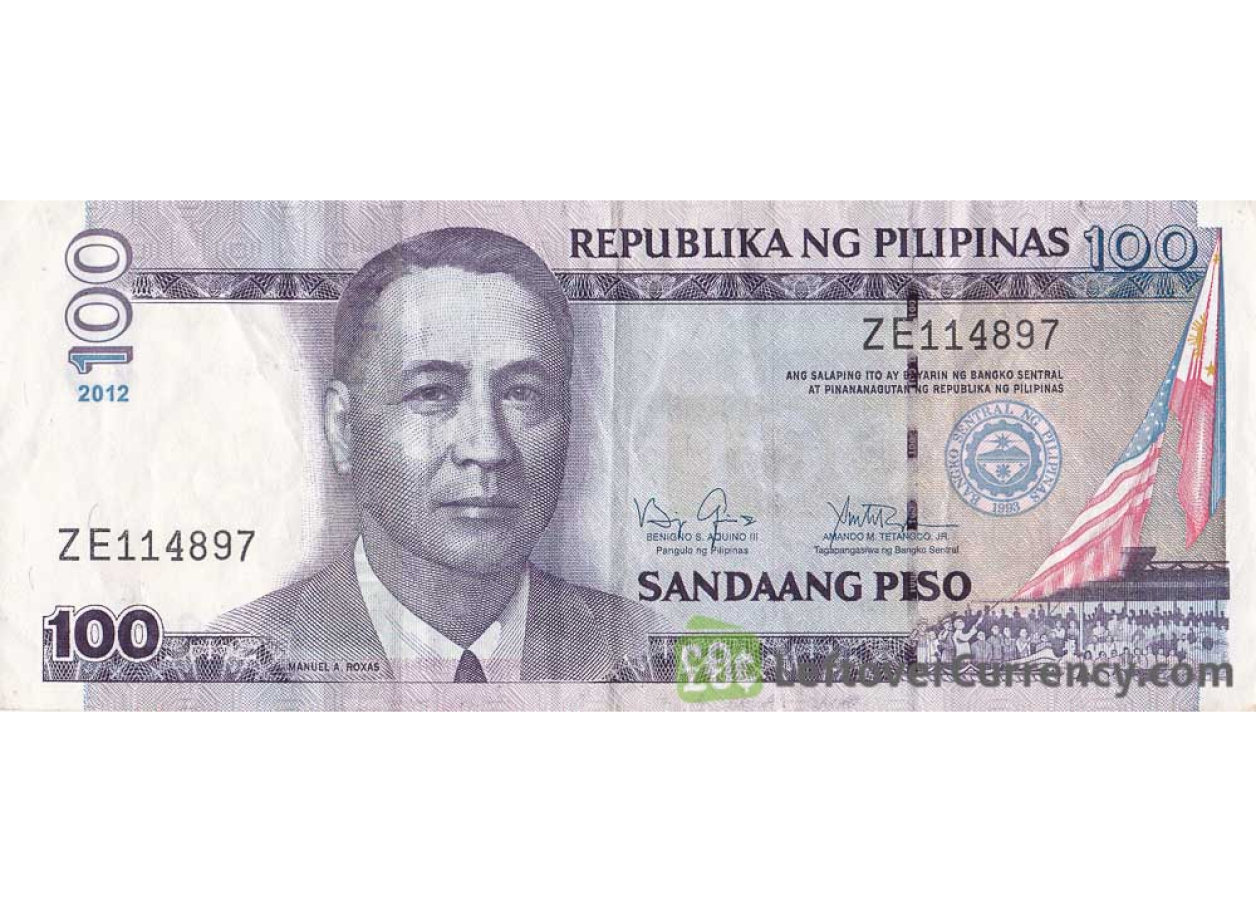 REPUBLIKA NG PILIPINAS 100
100
2012
ZE114897
ANG SALAPING ITO AY BAYARIN NG BANGKO SENTRAL
AT PINANANAGUTAN NG REPUBLIKA NG PILIPINAS
BANGKO SENTRAL NG PILIPINAS
1993
ZE114897
BENIGNO S. AQUINO III
Pangulo ng Pilipinas
AMANDO M. TETANGCO, JR.
Tagapangasiwa ng Bangko Sentral
SANDAANG PISO
100
MANUEL A. ROXAS
£9¢ LeftoverCurrency.com